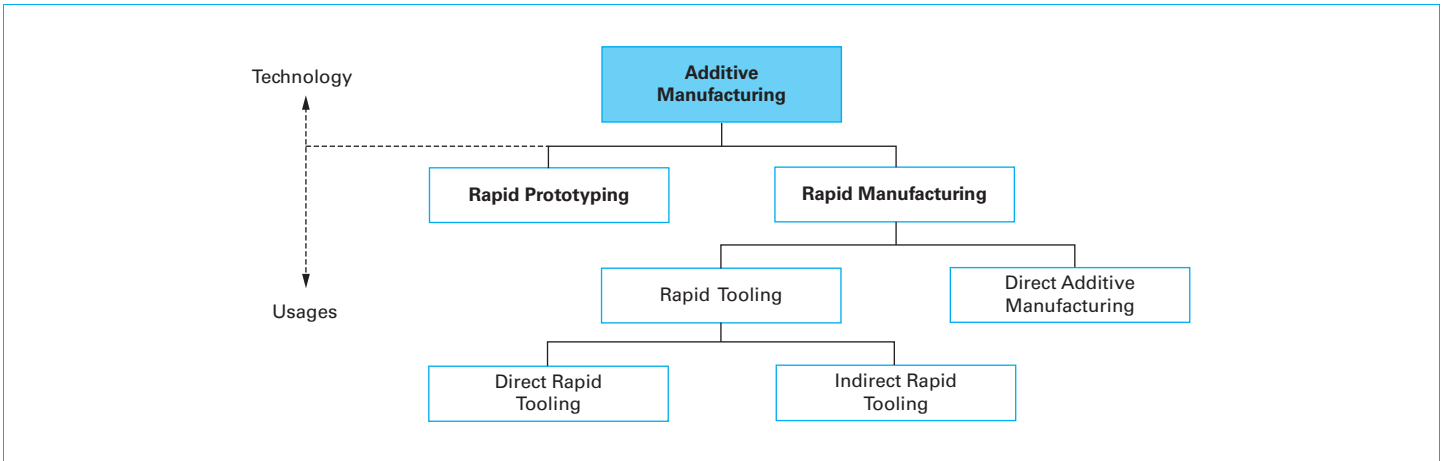 Technology
Additive
Manufacturing
Rapid Prototyping
Rapid Manufacturing
Rapid Tooling
Direct Additive
Manufacturing
Usages
Direct Rapid
Tooling
Indirect Rapid
Tooling